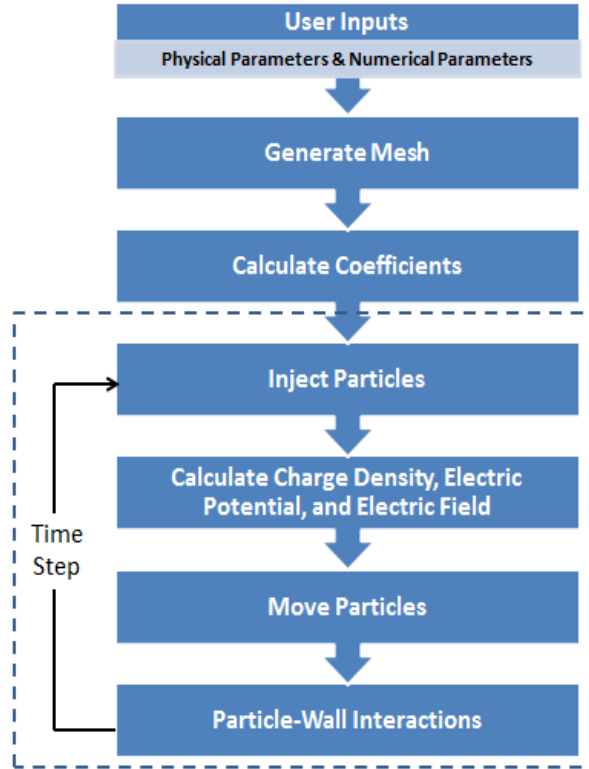 User Inputs
Physical Parameters & Numerical Parameters
Generate Mesh
Calculate Coefficients
Inject Particles
Calculate Charge Density, Electric
Potential, and Electric Field
Time
Step
Move Particles
Particle-Wall Interactions